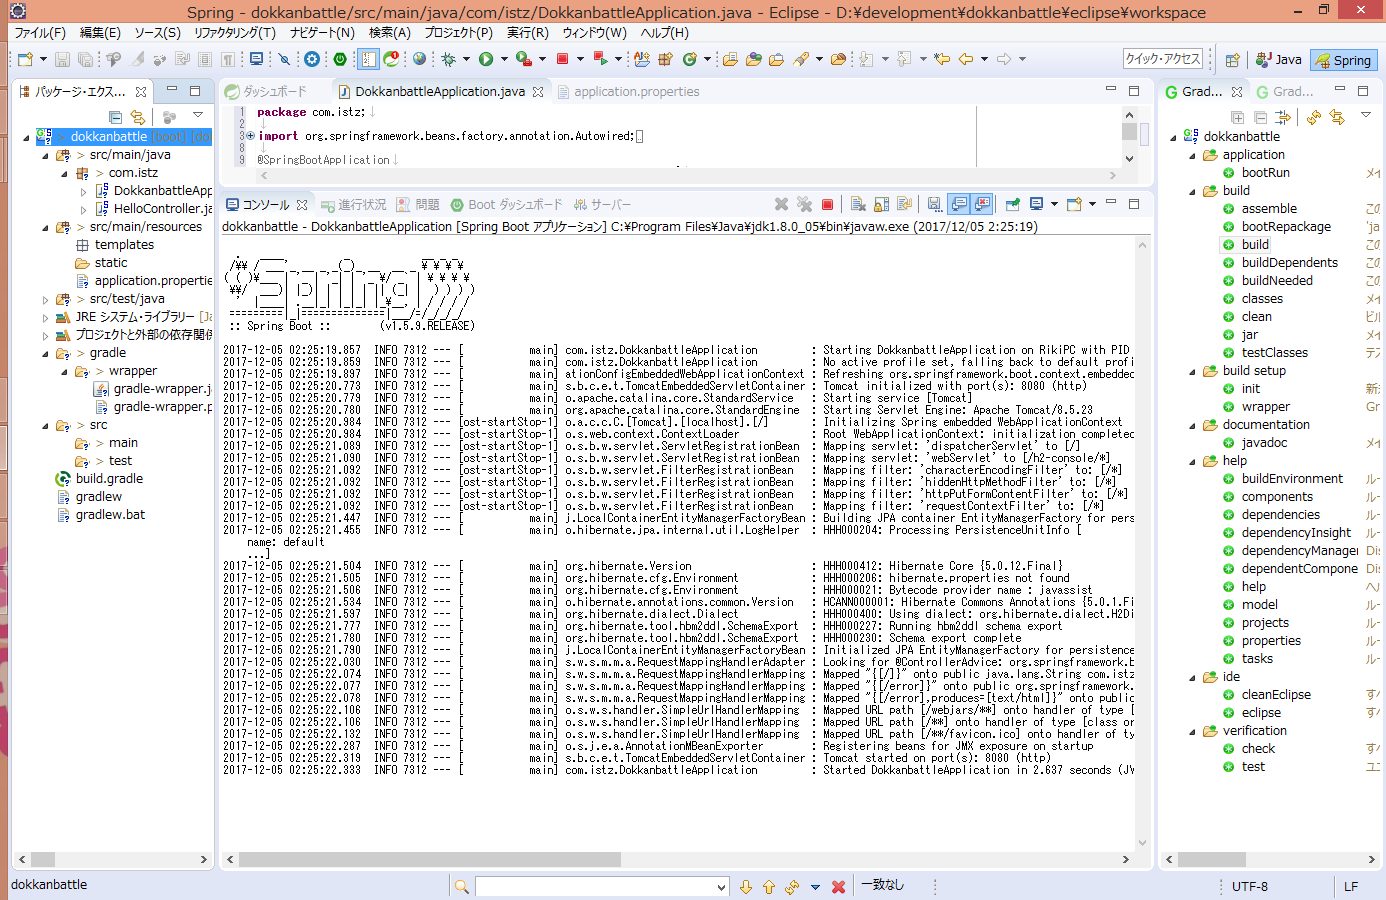 Spring - dokkanbattle/src/main/java/com/istz/DokkanbattleApplication.java - Eclipse - D:¥development¥dokkanbattle¥eclipse¥workspace
ファイル(F) 編集(E) ソース(S) リファクタリング(T) ナビゲート(N) 検索(A) プロジェクト(P) 実行(R) ウィンドウ(W) ヘルプ(H)
クイック・アクセス Java Spring
パッケージ・エクス...
dokkanbattle [boot]
src/main/java
com.istz
DokkanbattleApp
HelloController.ja
src/main/resources
templates
static
application.propertie
src/test/java
JRE システム・ライブラリー
プロジェクトと外部の依存関係
gradle
wrapper
gradle-wrapper.j
gradle-wrapper.p
src
main
test
build.gradle
gradlew
gradlew.bat
ダッシュボード DokkanbattleApplication.java application.properties
1 package com.istz;
2
3 import org.springframework.beans.factory.annotation.Autowired;
8
9 @SpringBootApplication
コンソール 進行状況 問題 Boot ダッシュボード サーバー
dokkanbattle - DokkanbattleApplication [Spring Boot アプリケーション] C:¥Program Files¥Java¥jdk1.8.0_05¥bin¥javaw.exe (2017/12/05 2:25:19)
:: Spring Boot :: (v1.5.9.RELEASE)
2017-12-05 02:25:19.857 INFO 7312 --- [ main] com.istz.DokkanbattleApplication : Starting DokkanbattleApplication on RikiPC with PID
2017-12-05 02:25:19.859 INFO 7312 --- [ main] com.istz.DokkanbattleApplication : No active profile set, falling back to default profi
2017-12-05 02:25:19.897 INFO 7312 --- [ main] ationConfigEmbeddedWebApplicationContext : Refreshing org.springframework.boot.context.embedded
2017-12-05 02:25:20.773 INFO 7312 --- [ main] s.b.c.e.t.TomcatEmbeddedServletContainer : Tomcat initialized with port(s): 8080 (http)
2017-12-05 02:25:20.779 INFO 7312 --- [ main] o.apache.catalina.core.StandardService : Starting service [Tomcat]
2017-12-05 02:25:20.780 INFO 7312 --- [ main] org.apache.catalina.core.StandardEngine : Starting Servlet Engine: Apache Tomcat/8.5.23
2017-12-05 02:25:20.984 INFO 7312 --- [ost-startStop-1] o.a.c.c.C.[Tomcat].[localhost].[/] : Initializing Spring embedded WebApplicationContext
2017-12-05 02:25:20.984 INFO 7312 --- [ost-startStop-1] o.s.web.context.ContextLoader : Root WebApplicationContext: initialization completed
2017-12-05 02:25:21.089 INFO 7312 --- [ost-startStop-1] o.s.b.w.servlet.ServletRegistrationBean : Mapping servlet: 'dispatcherServlet' to [/]
2017-12-05 02:25:21.090 INFO 7312 --- [ost-startStop-1] o.s.b.w.servlet.ServletRegistrationBean : Mapping servlet: 'webServlet' to [/h2-console/*]
2017-12-05 02:25:21.092 INFO 7312 --- [ost-startStop-1] o.s.b.w.servlet.FilterRegistrationBean : Mapping filter: 'characterEncodingFilter' to: [/*]
2017-12-05 02:25:21.092 INFO 7312 --- [ost-startStop-1] o.s.b.w.servlet.FilterRegistrationBean : Mapping filter: 'hiddenHttpMethodFilter' to: [/*]
2017-12-05 02:25:21.092 INFO 7312 --- [ost-startStop-1] o.s.b.w.servlet.FilterRegistrationBean : Mapping filter: 'httpPutFormContentFilter' to: [/*]
2017-12-05 02:25:21.092 INFO 7312 --- [ost-startStop-1] o.s.b.w.servlet.FilterRegistrationBean : Mapping filter: 'requestContextFilter' to: [/*]
2017-12-05 02:25:21.447 INFO 7312 --- [ main] j.LocalContainerEntityManagerFactoryBean : Building JPA container EntityManagerFactory for pers
2017-12-05 02:25:21.455 INFO 7312 --- [ main] o.hibernate.jpa.internal.util.LogHelper : HHH000204: Processing PersistenceUnitInfo [
name: default
...]
2017-12-05 02:25:21.504 INFO 7312 --- [ main] org.hibernate.Version : HHH000412: Hibernate Core {5.0.12.Final}
2017-12-05 02:25:21.505 INFO 7312 --- [ main] org.hibernate.cfg.Environment : HHH000206: hibernate.properties not found
2017-12-05 02:25:21.506 INFO 7312 --- [ main] org.hibernate.cfg.Environment : HHH000021: Bytecode provider name : javassist
2017-12-05 02:25:21.534 INFO 7312 --- [ main] o.hibernate.annotations.common.Version : HCANN000001: Hibernate Commons Annotations {5.0.1.Fi
2017-12-05 02:25:21.597 INFO 7312 --- [ main] org.hibernate.dialect.Dialect : HHH000400: Using dialect: org.hibernate.dialect.H2Di
2017-12-05 02:25:21.777 INFO 7312 --- [ main] org.hibernate.tool.hbm2ddl.SchemaExport : HHH000227: Running hbm2ddl schema export
2017-12-05 02:25:21.780 INFO 7312 --- [ main] org.hibernate.tool.hbm2ddl.SchemaExport : HHH000230: Schema export complete
2017-12-05 02:25:21.790 INFO 7312 --- [ main] j.LocalContainerEntityManagerFactoryBean : Initialized JPA EntityManagerFactory for persistence
2017-12-05 02:25:22.030 INFO 7312 --- [ main] s.w.s.m.m.a.RequestMappingHandlerAdapter : Looking for @ControllerAdvice: org.springframework.b
2017-12-05 02:25:22.074 INFO 7312 --- [ main] s.w.s.m.m.a.RequestMappingHandlerMapping : Mapped "{[/]}" onto public java.lang.String com.istz
2017-12-05 02:25:22.077 INFO 7312 --- [ main] s.w.s.m.m.a.RequestMappingHandlerMapping : Mapped "{[/error]}" onto public org.springframework.
2017-12-05 02:25:22.078 INFO 7312 --- [ main] s.w.s.m.m.a.RequestMappingHandlerMapping : Mapped "{[/error],produces=[text/html]}" onto public
2017-12-05 02:25:22.106 INFO 7312 --- [ main] o.s.w.s.handler.SimpleUrlHandlerMapping : Mapped URL path [/webjars/**] onto handler of type [
2017-12-05 02:25:22.106 INFO 7312 --- [ main] o.s.w.s.handler.SimpleUrlHandlerMapping : Mapped URL path [/**] onto handler of type [class or
2017-12-05 02:25:22.132 INFO 7312 --- [ main] o.s.w.s.handler.SimpleUrlHandlerMapping : Mapped URL path [/**/favicon.ico] onto handler of ty
2017-12-05 02:25:22.287 INFO 7312 --- [ main] o.s.j.e.a.AnnotationMBeanExporter : Registering beans for JMX exposure on startup
2017-12-05 02:25:22.319 INFO 7312 --- [ main] s.b.c.e.t.TomcatEmbeddedServletContainer : Tomcat started on port(s): 8080 (http)
2017-12-05 02:25:22.333 INFO 7312 --- [ main] com.istz.DokkanbattleApplication : Started DokkanbattleApplication in 2.637 seconds (JV
Grad... Grad...
dokkanbattle
application
bootRun
build
assemble
bootRepackage
build
buildDependents
buildNeeded
classes
clean
jar
testClasses
build setup
init
wrapper
documentation
javadoc
help
buildEnvironment
components
dependencies
dependencyInsight
dependencyManager
dependentCompone
help
model
projects
properties
tasks
ide
cleanEclipse
eclipse
verification
check
test
dokkanbattle 一致なし UTF-8 LF